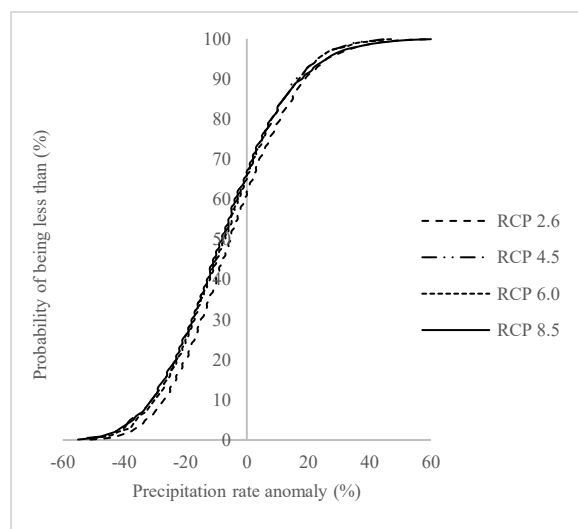 100
90
80
70
60
50
40
30
20
10
0
Probability of being less than (%)
-60 -40 -20 0 20 40 60
Precipitation rate anomaly (%)
RCP 2.6
RCP 4.5
RCP 6.0
RCP 8.5